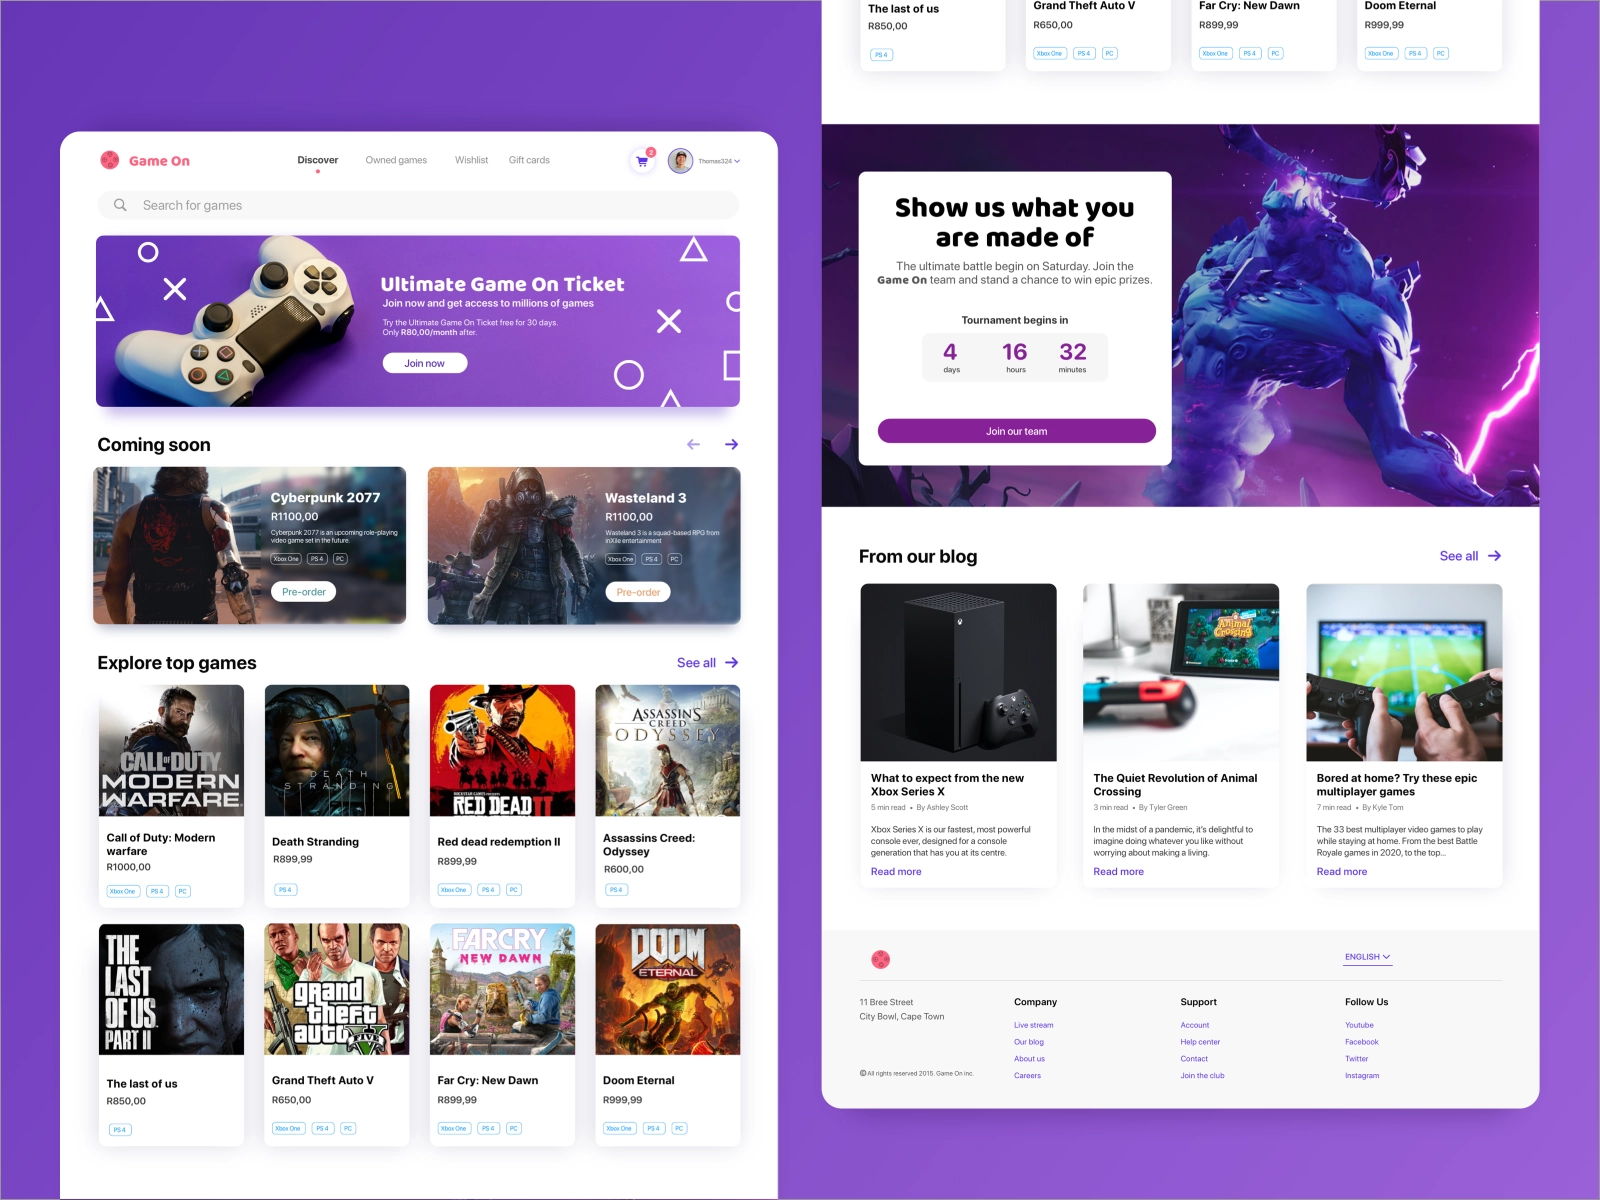 Game On
Discover
Owned games
Wishlist
Gift cards
2
Thomas324
Search for games
Ultimate Game On Ticket
Join now and get access to millions of games
Try the Ultimate Game On Ticket free for 30 days.
Only R80,00/month after.
Join now
Coming soon
Cyberpunk 2077
R1100,00
Cyberpunk 2077 is an upcoming role-playing
video game set in the future.
Xbox One PS 4 PC
Pre-order
Wasteland 3
R1100,00
Wasteland 3 is a squad-based RPG from
inXile entertainment
Xbox One PS 4 PC
Pre-order
Explore top games
See all
CALL OF DUTY
MODERN
WARFARE
Call of Duty: Modern
warfare
R1000,00
Xbox One PS 4 PC
DEATH
STRANDING
Death Stranding
R899,99
PS 4
RED DEAD II
Red dead redemption II
R899,99
Xbox One PS 4 PC
ASSASSIN'S
CREED
ODYSSEY
Assassins Creed:
Odyssey
R600,00
PS 4
THE
LAST
OF US
PART II
The last of us
R850,00
PS 4
grand
theft
auto
FIVE
Grand Theft Auto V
R650,00
Xbox One PS 4 PC
FARCRY
NEW DAWN
Far Cry: New Dawn
R899,99
Xbox One PS 4 PC
DOOM
ETERNAL
Doom Eternal
R999,99
Xbox One PS 4 PC
The last of us
R850,00
PS 4
Grand Theft Auto V
R650,00
Xbox One PS 4 PC
Far Cry: New Dawn
R899,99
Xbox One PS 4 PC
Doom Eternal
R999,99
Xbox One PS 4 PC
Show us what you
are made of
The ultimate battle begin on Saturday. Join the
Game On team and stand a chance to win epic prizes.
Tournament begins in
4 16 32
days hours minutes
Join our team
From our blog
See all
What to expect from the new
Xbox Series X
5 min read • By Ashley Scott
Xbox Series X is our fastest, most powerful
console ever, designed for a console
generation that has you at its centre.
Read more
Animal
Crossing
The Quiet Revolution of Animal
Crossing
3 min read • By Tyler Green
In the midst of a pandemic, it's delightful to
imagine doing whatever you like without
worrying about making a living.
Read more
Bored at home? Try these epic
multiplayer games
7 min read • By Kyle Tom
The 33 best multiplayer video games to play
while staying at home. From the best Battle
Royale games in 2020, to the top...
Read more
ENGLISH
11 Bree Street
City Bowl, Cape Town
© All rights reserved 2015. Game On inc.
Company
Live stream
Our blog
About us
Careers
Support
Account
Help center
Contact
Join the club
Follow Us
Youtube
Facebook
Twitter
Instagram